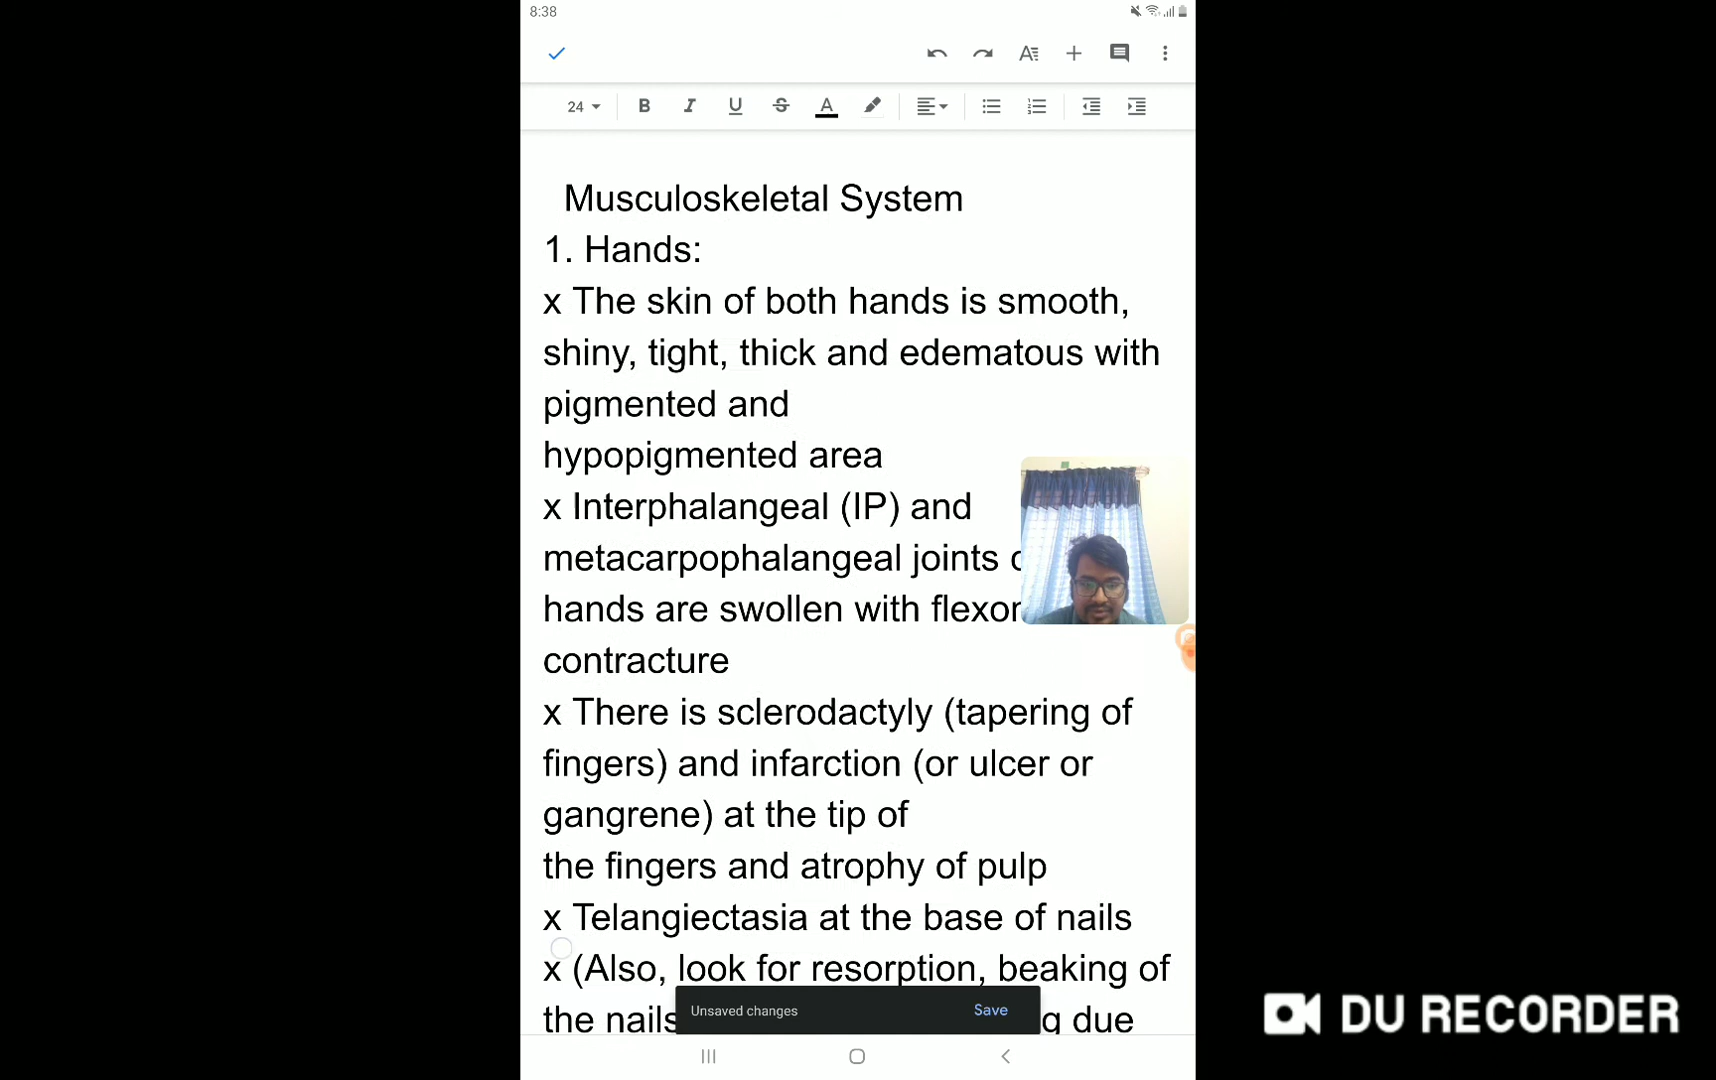 8:38
24 B I U S A
Musculoskeletal System
1. Hands:
x The skin of both hands is smooth,
shiny, tight, thick and edematous with
pigmented and
hypopigmented area
x Interphalangeal (IP) and
metacarpophalangeal joints
hands are swollen with flexor
contracture
x There is sclerodactyly (tapering of
fingers) and infarction (or ulcer or
gangrene) at the tip of
the fingers and atrophy of pulp
x Telangiectasia at the base of nails
x (Also, look for resorption, beaking of
the nails due
Unsaved changes Save
DU RECORDER